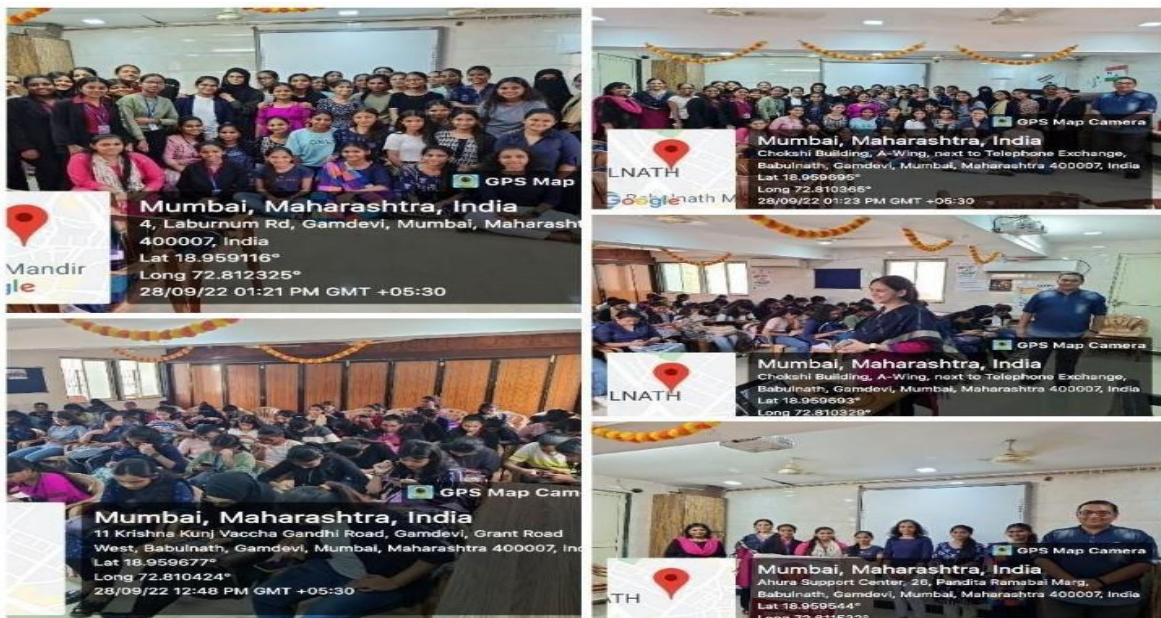 GPS Map
Mumbai, Maharashtra, India
4, Laburnum Rd, Gamdevi, Mumbai, Maharasht
400007, India
Lat 18.959116°
Long 72.812325°
28/09/22 01:21 PM GMT +05:30
Mandir
gle
GPS Map Cam
Mumbai, Maharashtra, India
11 Krishna Kunj Vaccha Gandhi Road, Gamdevi, Grant Road
West, Babulnath, Gamdevi, Mumbai, Maharashtra 400007, Inc
Lat 18.959677°
Long 72.810424°
28/09/22 12:48 PM GMT +05:30
GPS Map Camera
Mumbai, Maharashtra, India
Chokshi Building, A-Wing, next to Telephone Exchange,
Babulnath, Gamdevi, Mumbai, Maharashtra 400007, India
Lat 18.959695°
Long 72.810365°
28/09/22 01:23 PM GMT +05:30
LNATH
Google
GPS Map Camera
Mumbai, Maharashtra, India
Chokshi Building, A-Wing, next to Telephone Exchange,
Babulnath, Gamdevi, Mumbai, Maharashtra 400007, India
Lat 18.959693°
Long 72.810329°
LNATH
GPS Map Camera
Mumbai, Maharashtra, India
Ahura Support Center, 26, Pandita Ramabai Marg,
Babulnath, Gamdevi, Mumbai, Maharashtra 400007, India
Lat 18.959544°
ATH